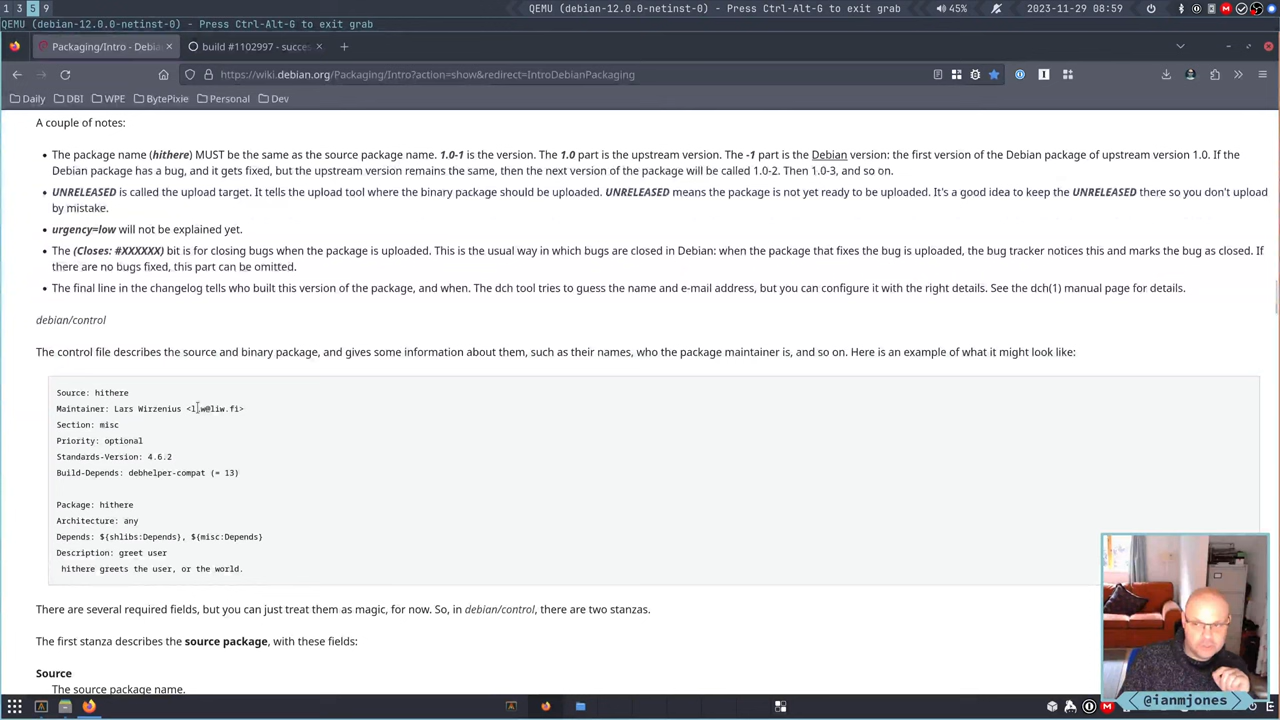 1 3 5 9
QEMU (debian-12.0.0-netinst-0) - Press Ctrl-Alt-G to exit grab
45%
2023-11-29 08:59
QEMU (debian-12.0.0-netinst-0) - Press Ctrl-Alt-G to exit grab
Packaging/Intro - Debia
build #1102997 - succes
https://wiki.debian.org/Packaging/Intro?action=show&redirect=IntroDebianPackaging
Daily DBI WPE BytePixie Personal Dev
A couple of notes:
The package name (hithere) MUST be the same as the source package name. 1.0-1 is the version. The 1.0 part is the upstream version. The -1 part is the Debian version: the first version of the Debian package of upstream version 1.0. If the
Debian package has a bug, and it gets fixed, but the upstream version remains the same, then the next version of the package will be called 1.0-2. Then 1.0-3, and so on.
UNRELEASED is called the upload target. It tells the upload tool where the binary package should be uploaded. UNRELEASED means the package is not yet ready to be uploaded. It's a good idea to keep the UNRELEASED there so you don't upload
by mistake.
urgency=low will not be explained yet.
The (Closes: #XXXXXX) bit is for closing bugs when the package is uploaded. This is the usual way in which bugs are closed in Debian: when the package that fixes the bug is uploaded, the bug tracker notices this and marks the bug as closed. If
there are no bugs fixed, this part can be omitted.
The final line in the changelog tells who built this version of the package, and when. The dch tool tries to guess the name and e-mail address, but you can configure it with the right details. See the dch(1) manual page for details.
debian/control
The control file describes the source and binary package, and gives some information about them, such as their names, who the package maintainer is, and so on. Here is an example of what it might look like:
Source: hithere
Maintainer: Lars Wirzenius <liw@liw.fi>
Section: misc
Priority: optional
Standards-Version: 4.6.2
Build-Depends: debhelper-compat (= 13)
Package: hithere
Architecture: any
Depends: ${shlibs:Depends}, ${misc:Depends}
Description: greet user
hithere greets the user, or the world.
There are several required fields, but you can just treat them as magic, for now. So, in debian/control, there are two stanzas.
The first stanza describes the source package, with these fields:
Source
The source package name.
@ianmjones